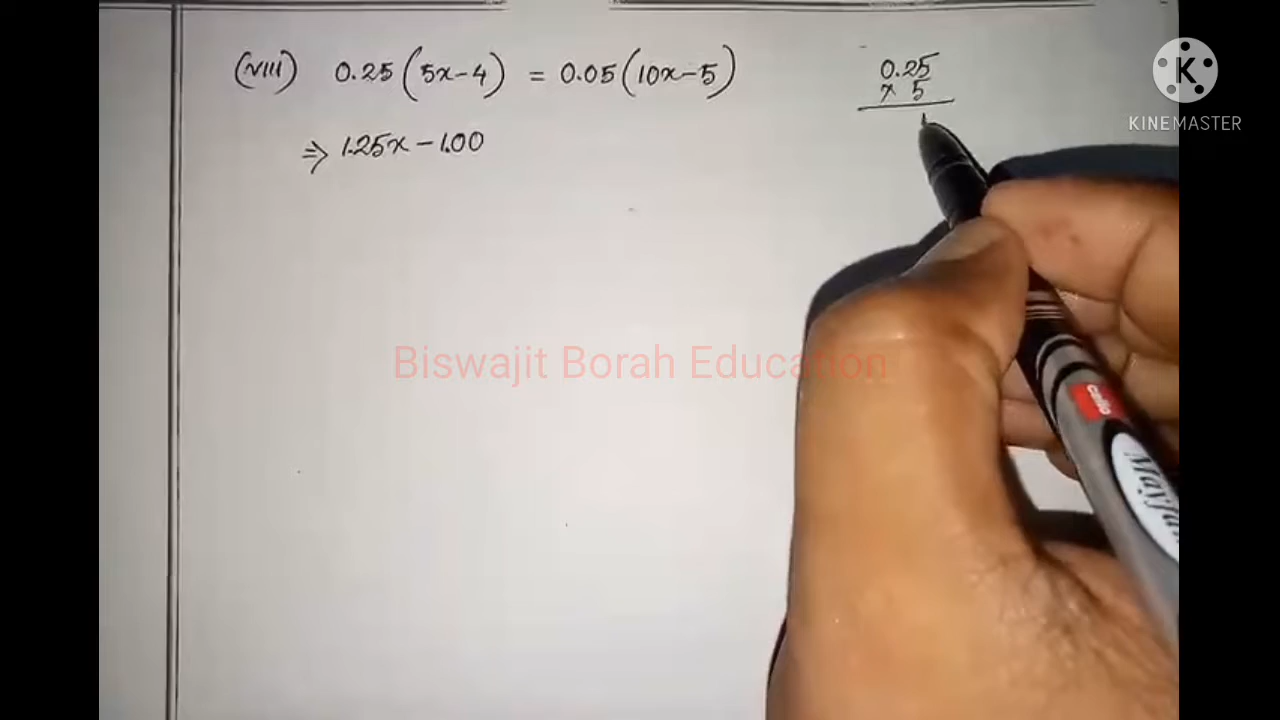 (VIII) 0.25(5x-4) = 0.05(10x-5)
⇒ 1.25x - 1.00
0.25
x 5
K
KINEMASTER
Biswajit Borah Education
cello